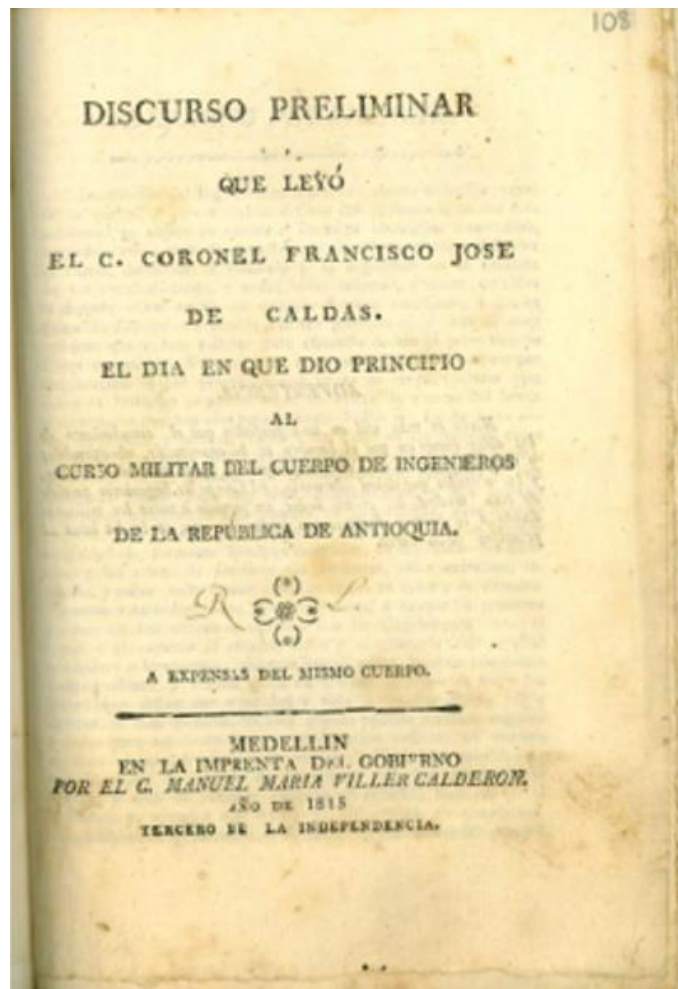 108
DISCURSO PRELIMINAR
QUE LEYÓ
EL C. CORONEL FRANCISCO JOSE
DE CALDAS.
EL DIA EN QUE DIO PRINCIPIO
AL
CURSO MILITAR DEL CUERPO DE INGENIEROS
DE LA REPÚBLICA DE ANTIOQUIA.
R L
A EXPENSAS DEL MISMO CUERPO.
MEDELLIN
EN LA IMPRENTA DEL GOBIERNO
POR EL C. MANUEL MARIA VILLER CALDERON.
AÑO DE 1815
TERCERO DE LA INDEPENDENCIA.